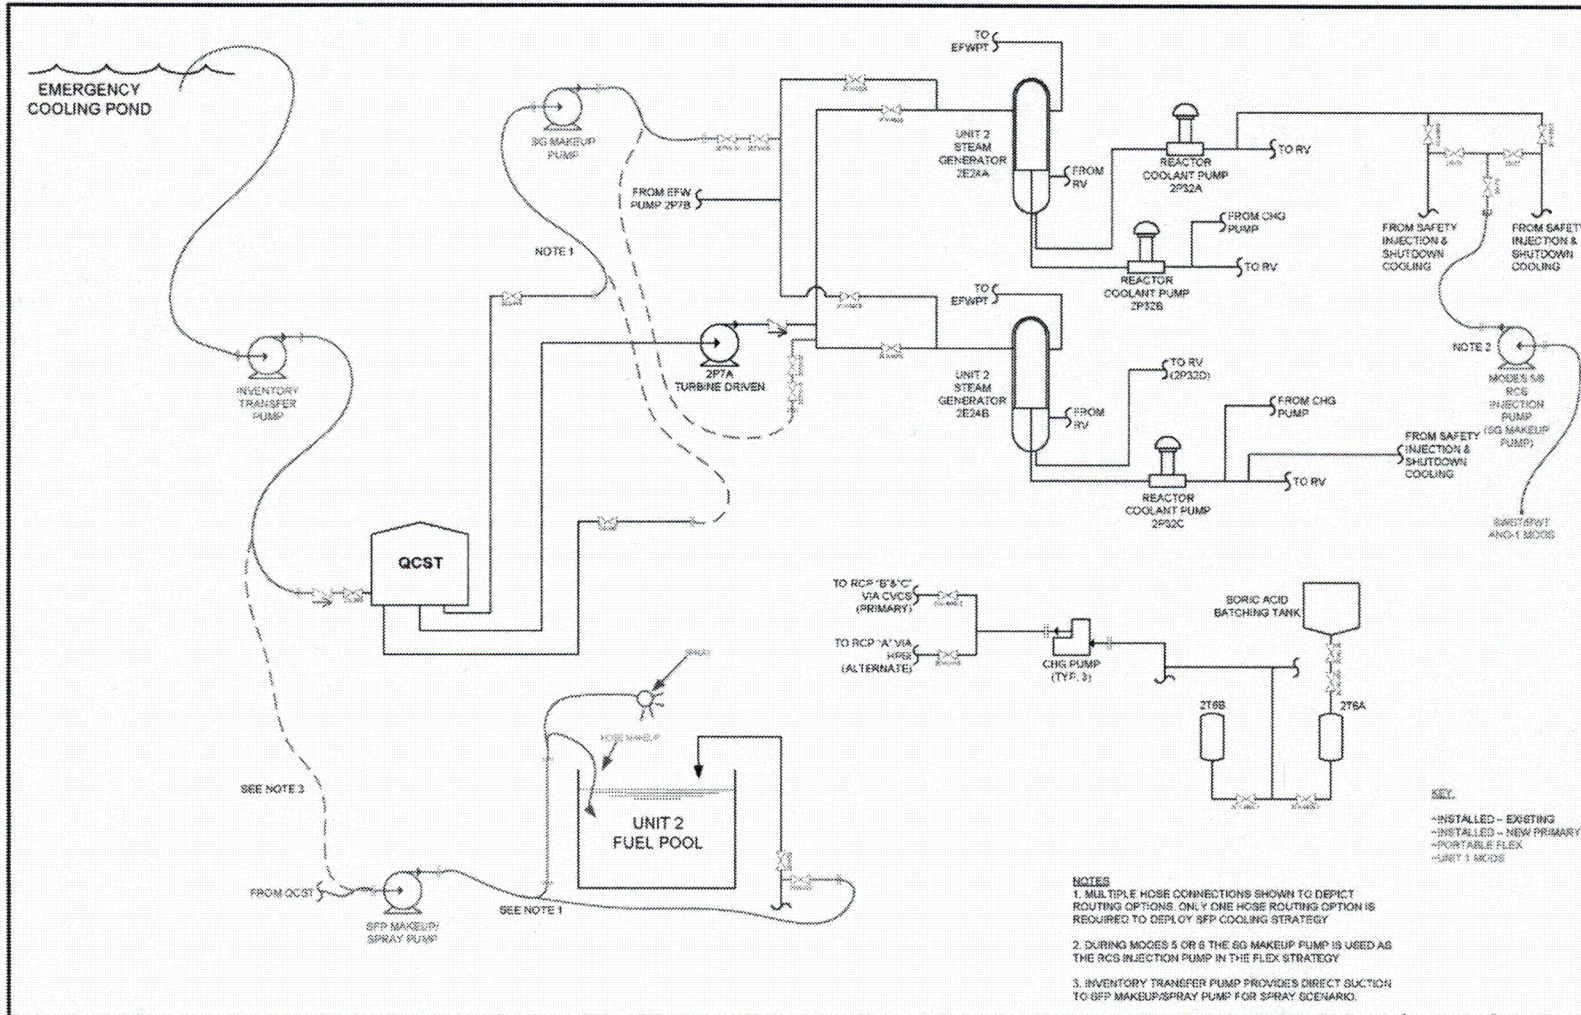 EMERGENCY
COOLING POND
INVENTORY
TRANSFER
PUMP
SG MAKEUP
PUMP
NOTE 1
FROM EFW
PUMP 2P7B
2P7A
TURBINE DRIVEN
QCST
TO
EFWPT
UNIT 2
STEAM
GENERATOR
2E24A
FROM
RV
REACTOR
COOLANT PUMP
2P32A
TO RV
FROM CHG
PUMP
REACTOR
COOLANT PUMP
2P32B
TO RV
FROM SAFETY
INJECTION &
SHUTDOWN
COOLING
FROM SAFETY
INJECTION &
SHUTDOWN
COOLING
TO
EFWPT
UNIT 2
STEAM
GENERATOR
2E24B
FROM
RV
TO RV
(2P32D)
FROM CHG
PUMP
FROM SAFETY
INJECTION &
SHUTDOWN
COOLING
TO RV
REACTOR
COOLANT PUMP
2P32C
NOTE 2
MODES 5/6
RCS
INJECTION
PUMP
(SG MAKEUP
PUMP)
SWST/RWT
ANO-1 MODS
TO RCP "B"&"C"
VIA CVCS
(PRIMARY)
TO RCP "A" VIA
HPSI
(ALTERNATE)
CHG PUMP
(TYP. 3)
BORIC ACID
BATCHING TANK
2T6B
2T6A
SPRAY
HOSE MAKEUP
UNIT 2
FUEL POOL
SEE NOTE 3
FROM QCST
SFP MAKEUP/
SPRAY PUMP
SEE NOTE 1
KEY:
~INSTALLED – EXISTING
~INSTALLED – NEW PRIMARY
~PORTABLE FLEX
~UNIT 1 MODS
NOTES
1. MULTIPLE HOSE CONNECTIONS SHOWN TO DEPICT
ROUTING OPTIONS. ONLY ONE HOSE ROUTING OPTION IS
REQUIRED TO DEPLOY SFP COOLING STRATEGY
2. DURING MODES 5 OR 6 THE SG MAKEUP PUMP IS USED AS
THE RCS INJECTION PUMP IN THE FLEX STRATEGY
3. INVENTORY TRANSFER PUMP PROVIDES DIRECT SUCTION
TO SFP MAKEUP/SPRAY PUMP FOR SPRAY SCENARIO.